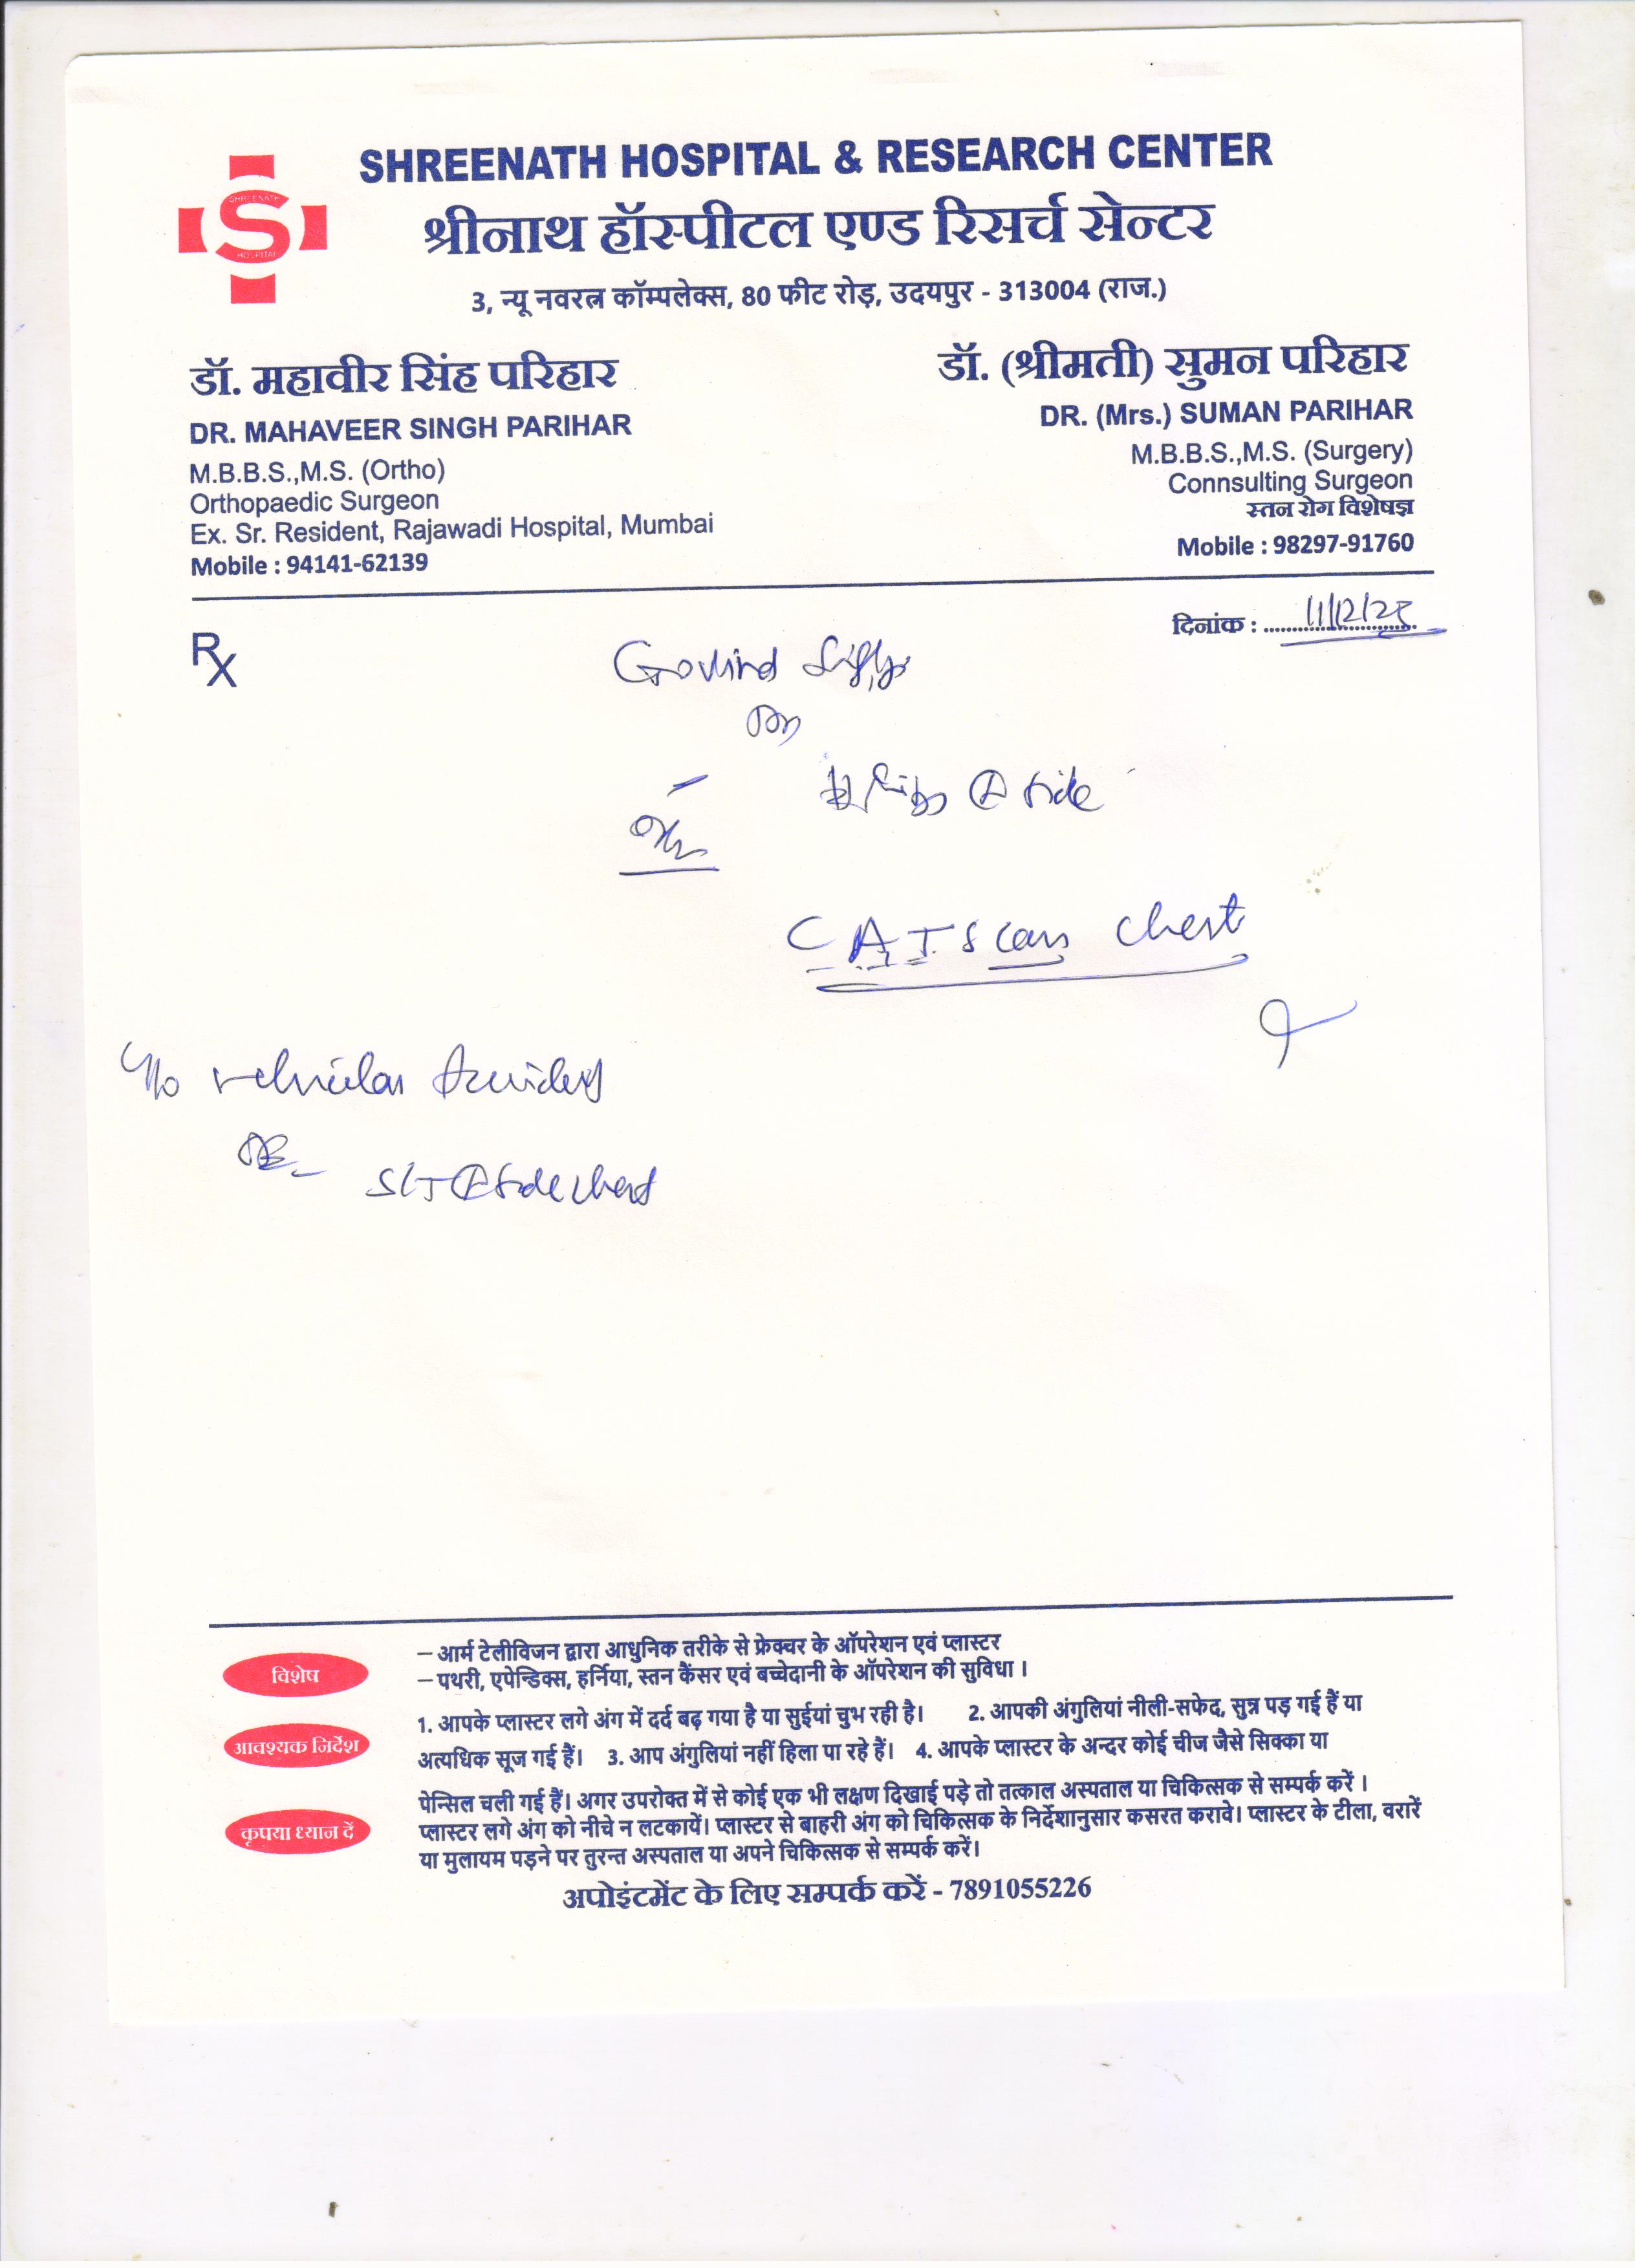 SHREENATH HOSPITAL & RESEARCH CENTER
श्रीनाथ हॉस्पीटल एण्ड रिसर्च सेन्टर
3, न्यू नवरत्न कॉम्पलेक्स, 80 फीट रोड़, उदयपुर - 313004 (राज.)
SHREENATH
S
HOSPITAL
डॉ. महावीर सिंह परिहार
DR. MAHAVEER SINGH PARIHAR
M.B.B.S.,M.S. (Ortho)
Orthopaedic Surgeon
Ex. Sr. Resident, Rajawadi Hospital, Mumbai
Mobile : 94141-62139
डॉ. (श्रीमती) सुमन परिहार
DR. (Mrs.) SUMAN PARIHAR
M.B.B.S.,M.S. (Surgery)
Connsulting Surgeon
स्तन रोग विशेषज्ञ
Mobile : 98297-91760
दिनांक : 11/12/25
Rx
Govind
# Ribs side
CAT Scan Chest
vehicular
side chest
विशेष
– आर्म टेलीविजन द्वारा आधुनिक तरीके से फ्रेक्चर के ऑपरेशन एवं प्लास्टर
– पथरी, एपेन्डिक्स, हर्निया, स्तन कैंसर एवं बच्चेदानी के ऑपरेशन की सुविधा ।
आवश्यक निर्देश
1. आपके प्लास्टर लगे अंग में दर्द बढ़ गया है या सुईयां चुभ रही है। 2. आपकी अंगुलियां नीली-सफेद, सुन्न पड़ गई हैं या
अत्यधिक सूज गई हैं। 3. आप अंगुलियां नहीं हिला पा रहे हैं। 4. आपके प्लास्टर के अन्दर कोई चीज जैसे सिक्का या
पेन्सिल चली गई हैं। अगर उपरोक्त में से कोई एक भी लक्षण दिखाई पड़े तो तत्काल अस्पताल या चिकित्सक से सम्पर्क करें ।
कृपया ध्यान दें
प्लास्टर लगे अंग को नीचे न लटकायें। प्लास्टर से बाहरी अंग को चिकित्सक के निर्देशानुसार कसरत करावे। प्लास्टर के टीला, वरारें
या मुलायम पड़ने पर तुरन्त अस्पताल या अपने चिकित्सक से सम्पर्क करें।
अपोइंटमेंट के लिए सम्पर्क करें - 7891055226